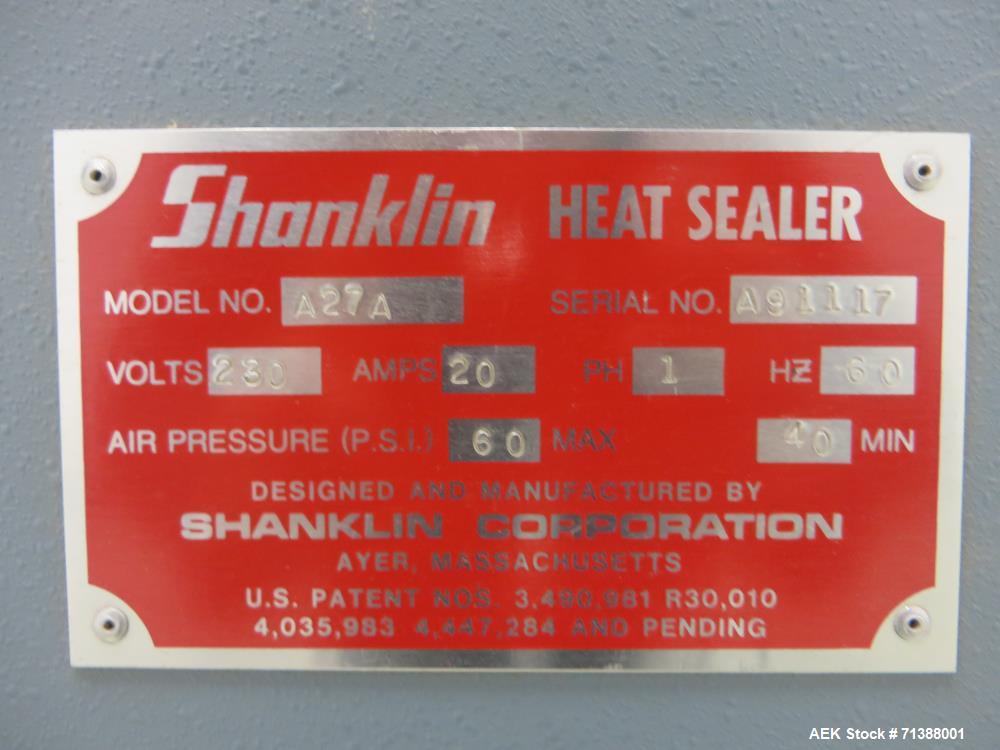 Shanklin HEAT SEALER
MODEL NO. A27A SERIAL NO. A91117
VOLTS 230 AMPS 20 PH 1 HZ 60
AIR PRESSURE (P.S.I.) 60 MAX 40 MIN
DESIGNED AND MANUFACTURED BY
SHANKLIN CORPORATION
AYER, MASSACHUSETTS
U.S. PATENT NOS. 3,490,981 R30,010
4,035,983 4,447,284 AND PENDING
AEK Stock # 71388001